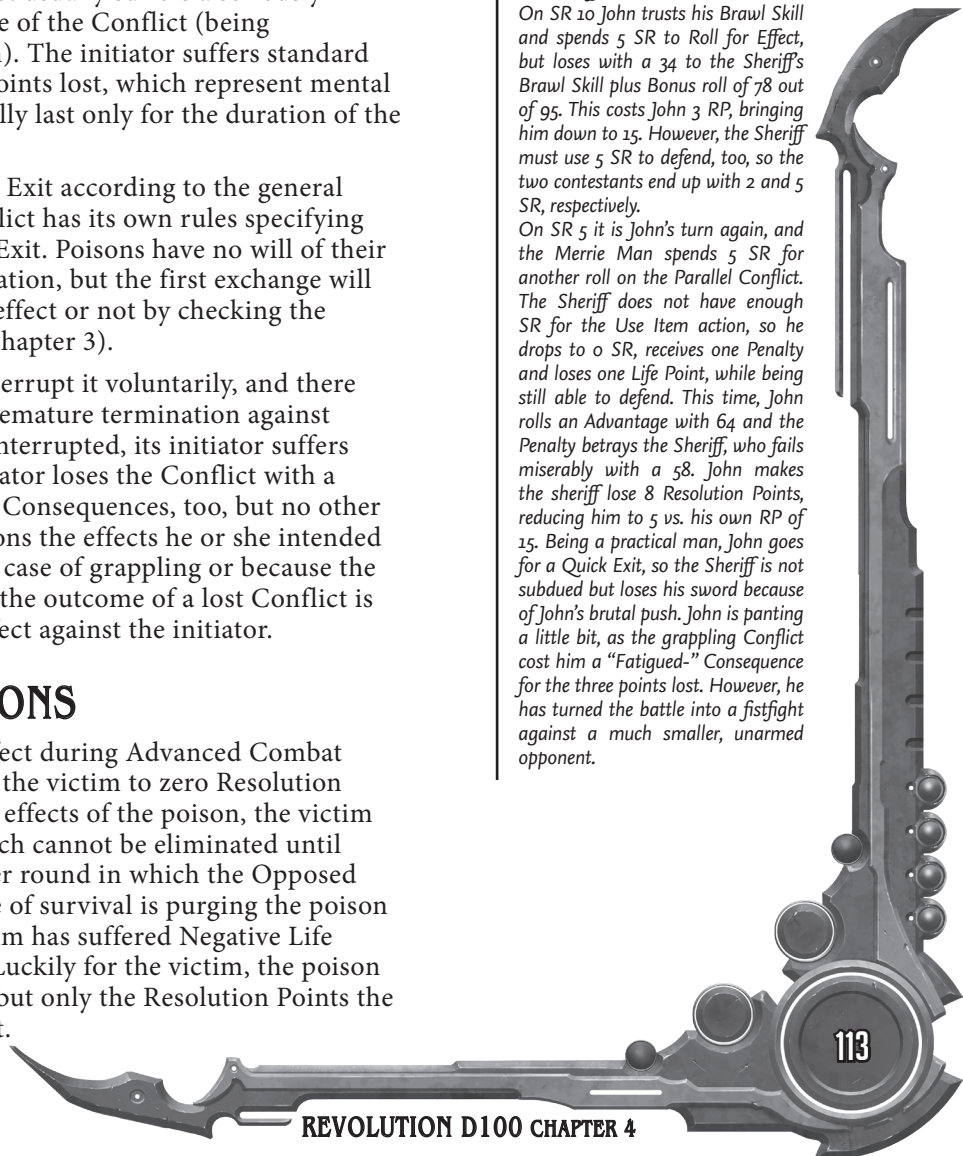 e of the Conflict (being
). The initiator suffers standard
oints lost, which represent mental
lly last only for the duration of the
Exit according to the general
flict has its own rules specifying
Exit. Poisons have no will of their
ation, but the first exchange will
effect or not by checking the
hapter 3).
errupt it voluntarily, and there
emature termination against
nterrupted, its initiator suffers
ator loses the Conflict with a
Consequences, too, but no other
ons the effects he or she intended
case of grappling or because the
the outcome of a lost Conflict is
fect against the initiator.
ONS
fect during Advanced Combat
the victim to zero Resolution
effects of the poison, the victim
ch cannot be eliminated until
er round in which the Opposed
e of survival is purging the poison
im has suffered Negative Life
Luckily for the victim, the poison
but only the Resolution Points the
t.
On SR 10 John trusts his Brawl Skill
and spends 5 SR to Roll for Effect,
but loses with a 34 to the Sheriff's
Brawl Skill plus Bonus roll of 78 out
of 95. This costs John 3 RP, bringing
him down to 15. However, the Sheriff
must use 5 SR to defend, too, so the
two contestants end up with 2 and 5
SR, respectively.
On SR 5 it is John's turn again, and
the Merrie Man spends 5 SR for
another roll on the Parallel Conflict.
The Sheriff does not have enough
SR for the Use Item action, so he
drops to 0 SR, receives one Penalty
and loses one Life Point, while being
still able to defend. This time, John
rolls an Advantage with 64 and the
Penalty betrays the Sheriff, who fails
miserably with a 58. John makes
the sheriff lose 8 Resolution Points,
reducing him to 5 vs. his own RP of
15. Being a practical man, John goes
for a Quick Exit, so the Sheriff is not
subdued but loses his sword because
of John's brutal push. John is panting
a little bit, as the grappling Conflict
cost him a "Fatigued-" Consequence
for the three points lost. However, he
has turned the battle into a fistfight
against a much smaller, unarmed
opponent.
113
REVOLUTION D100 CHAPTER 4